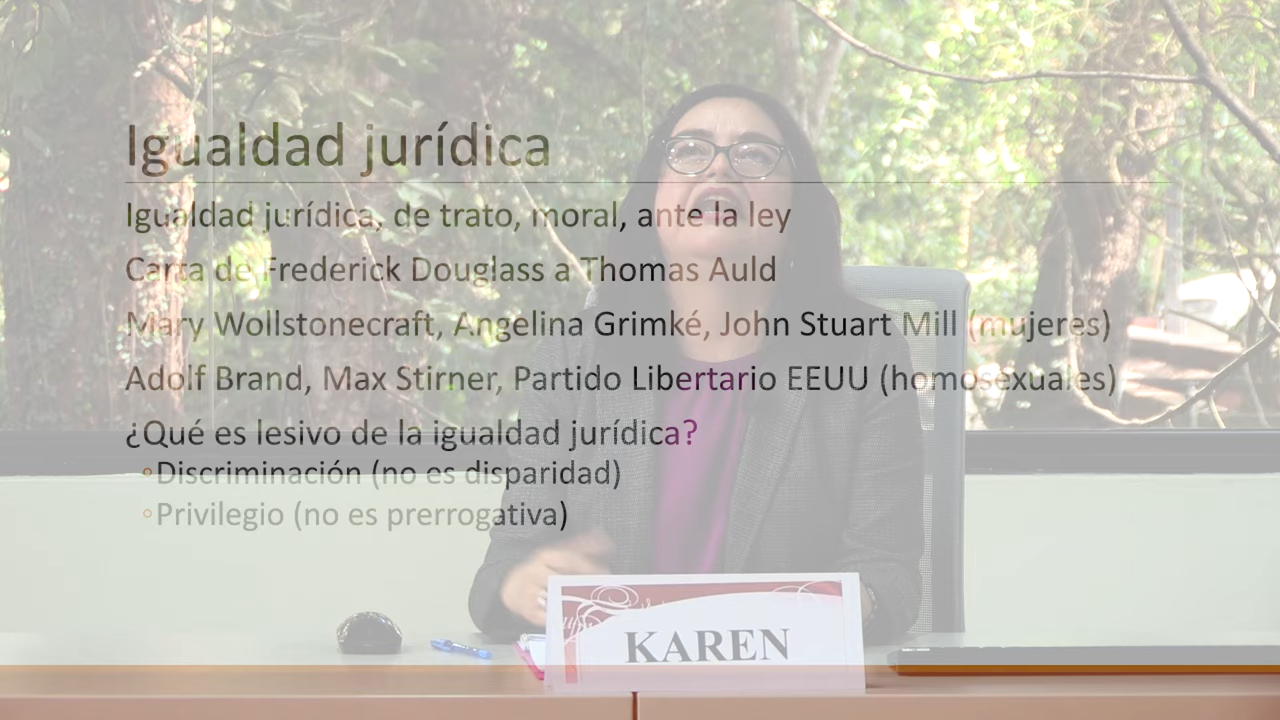 Igualdad jurídica
Igualdad jurídica, de trato, moral, ante la ley
Carta de Frederick Douglass a Thomas Auld
Mary Wollstonecraft, Angelina Grimké, John Stuart Mill (mujeres)
Adolf Brand, Max Stirner, Partido Libertario EEUU (homosexuales)
¿Qué es lesivo de la igualdad jurídica?
◦Discriminación (no es disparidad)
◦Privilegio (no es prerrogativa)
KAREN